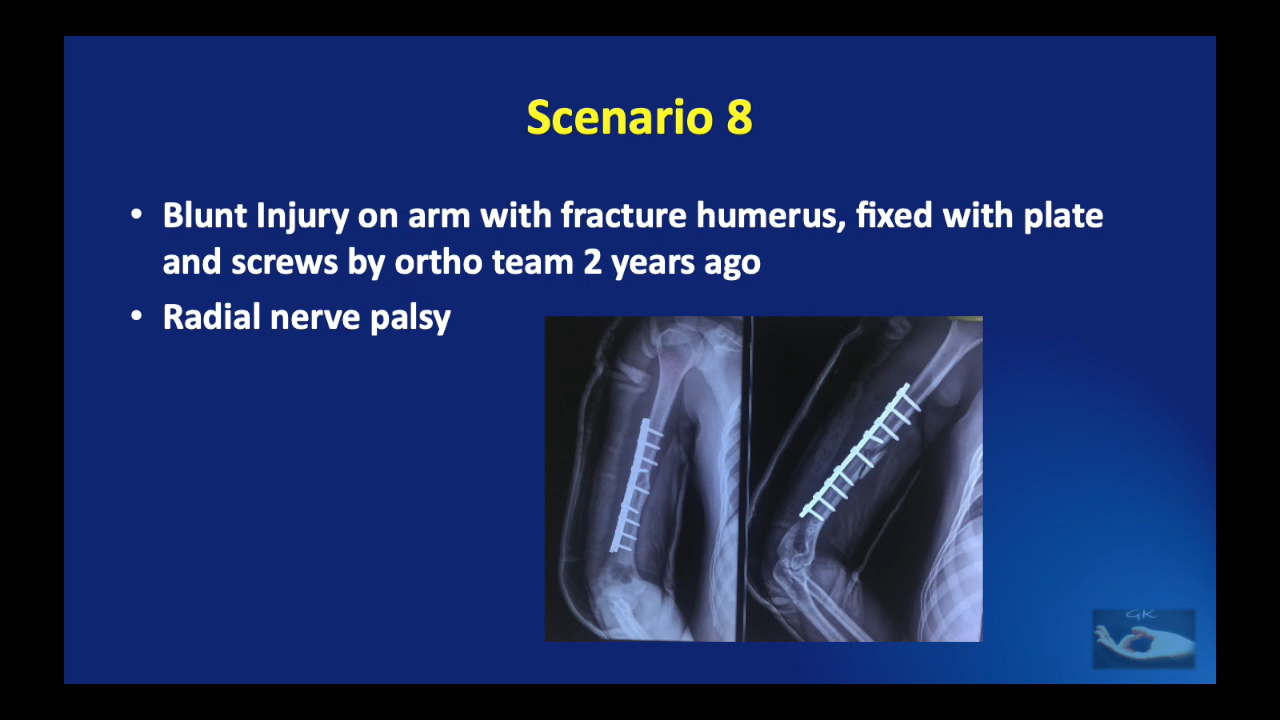 Scenario 8
• Blunt Injury on arm with fracture humerus, fixed with plate
and screws by ortho team 2 years ago
• Radial nerve palsy
GK